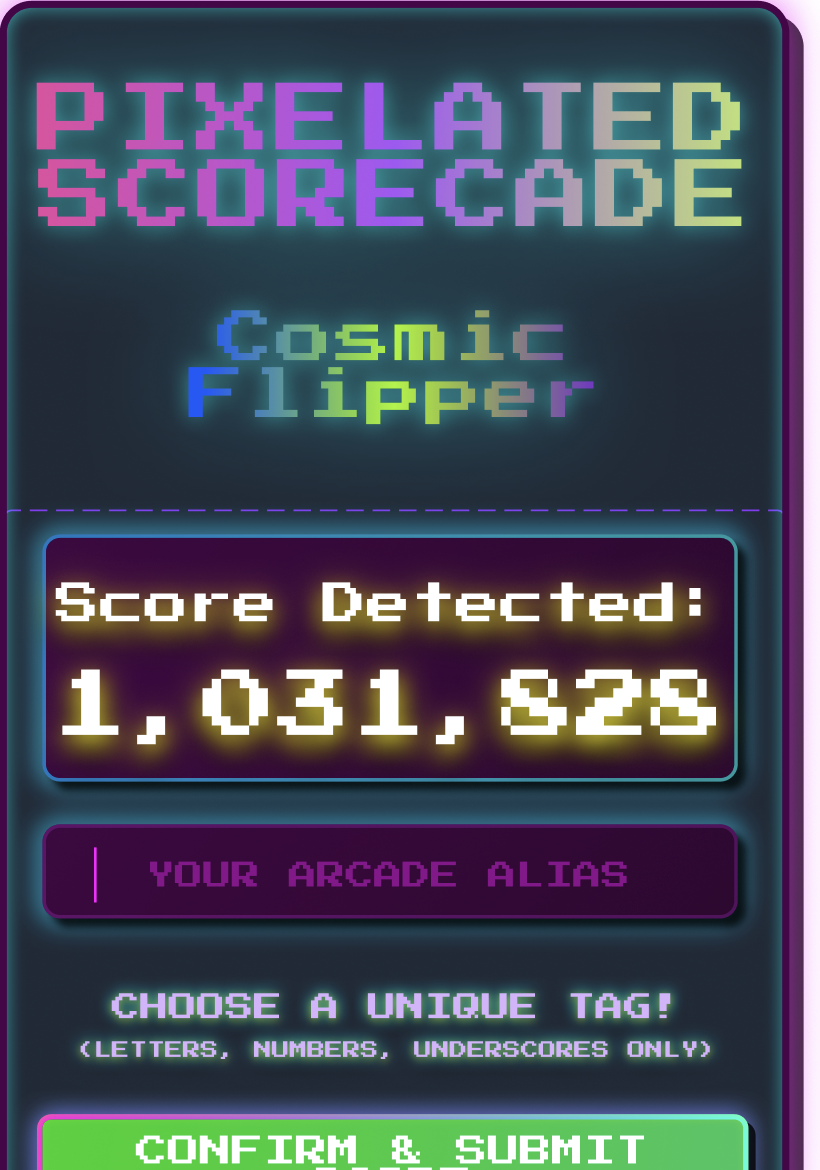 PIXELATED
SCORECADE
Cosmic
Flipper
Score Detected:
1,031,828
YOUR ARCADE ALIAS
CHOOSE A UNIQUE TAG!
(LETTERS, NUMBERS, UNDERSCORES ONLY)
CONFIRM & SUBMIT